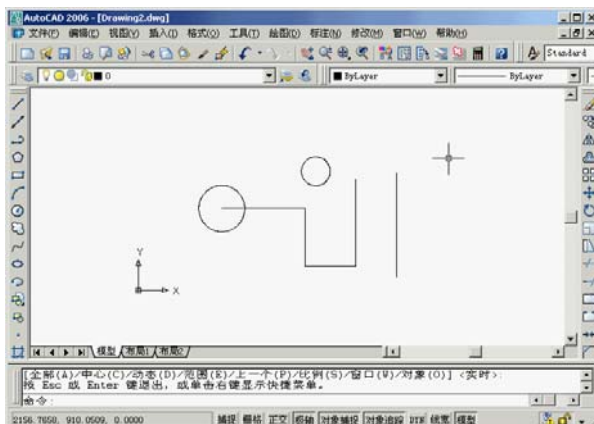 AutoCAD 2006 - [Drawing2.dwg]
文件(F) 编辑(E) 视图(V) 插入(I) 格式(O) 工具(T) 绘图(D) 标注(N) 修改(M) 窗口(W) 帮助(H)
Standard
0 ByLayer ByLayer
Y
X
模型 布局1 布局2
[全部(A)/中心(C)/动态(D)/范围(E)/上一个(P)/比例(S)/窗口(W)/对象(O)] <实时>:
按 Esc 或 Enter 键退出，或单击右键显示快捷菜单。
命令:
2156.7658, 910.0509, 0.0000 捕捉 栅格 正交 极轴 对象捕捉 对象追踪 DYN 线宽 模型